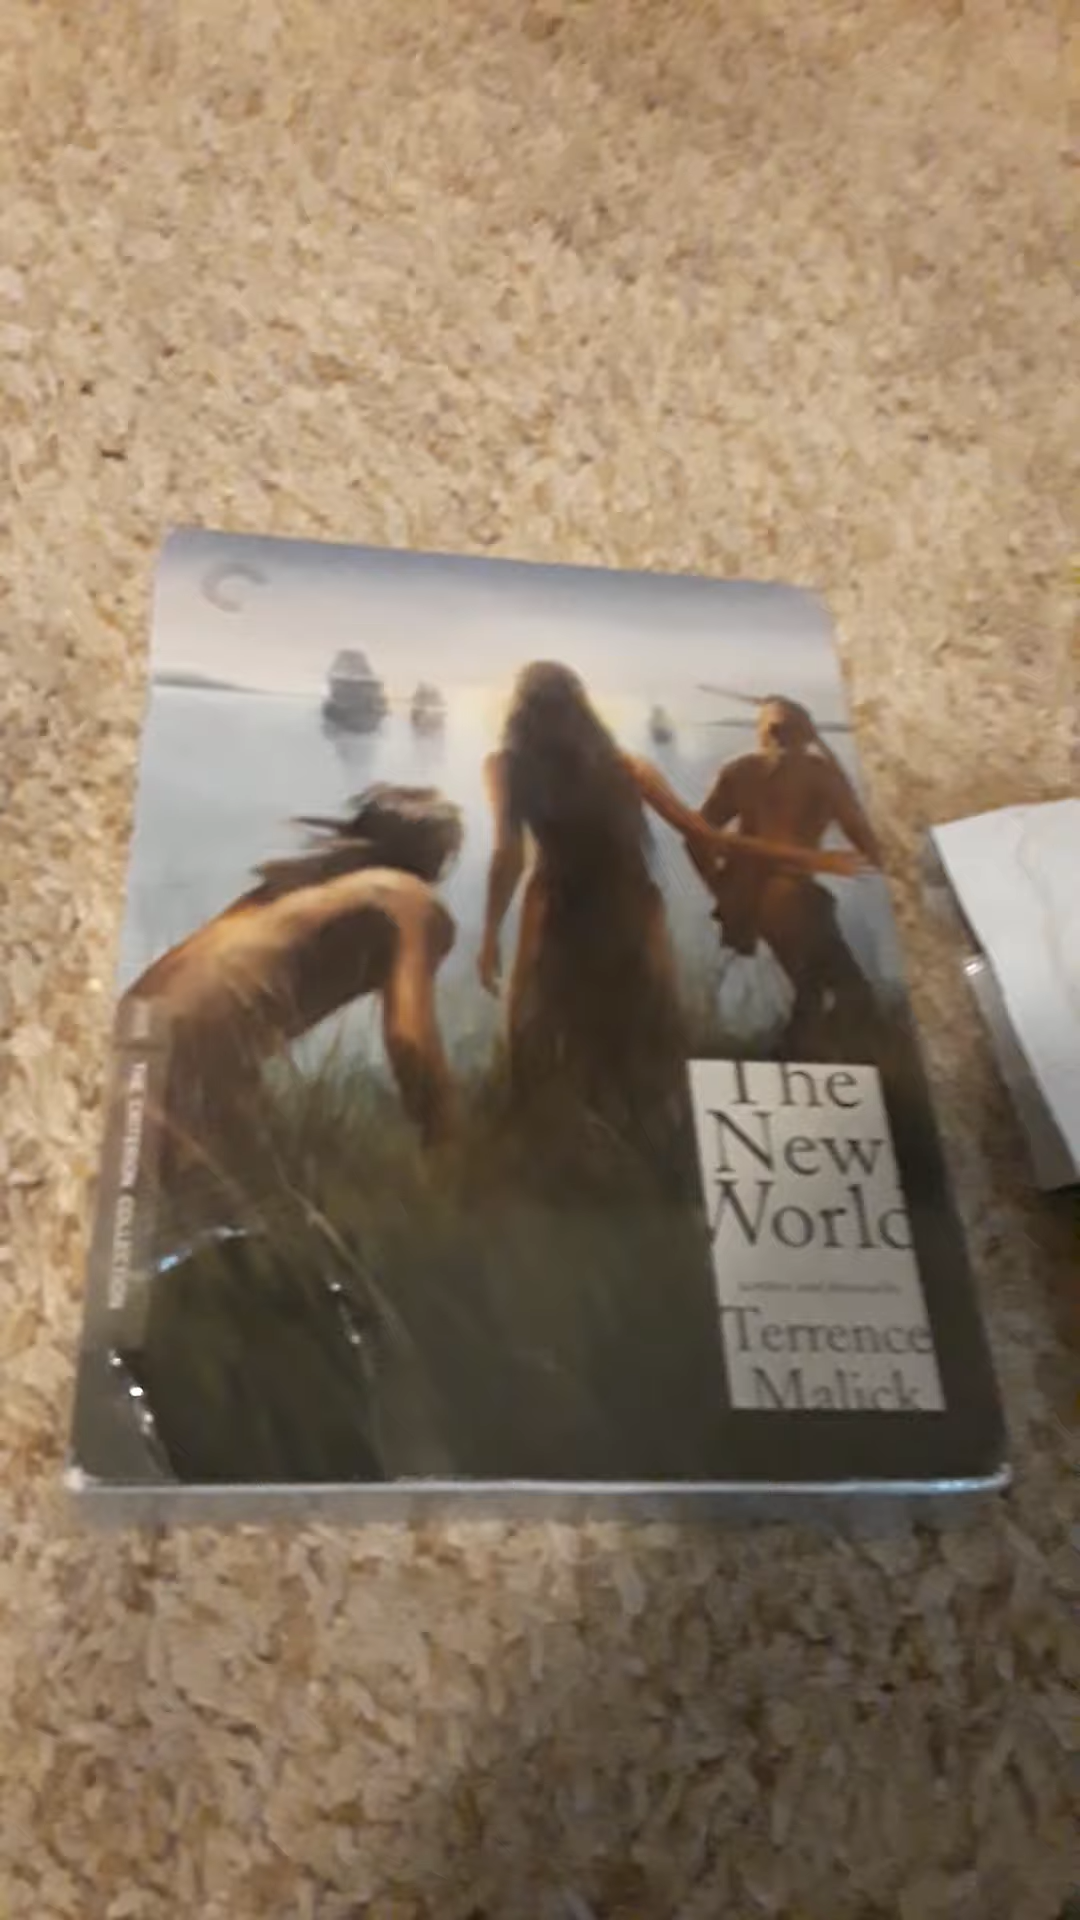 The
New
World
written and directed by
Terrence
Malick
THE CRITERION COLLECTION